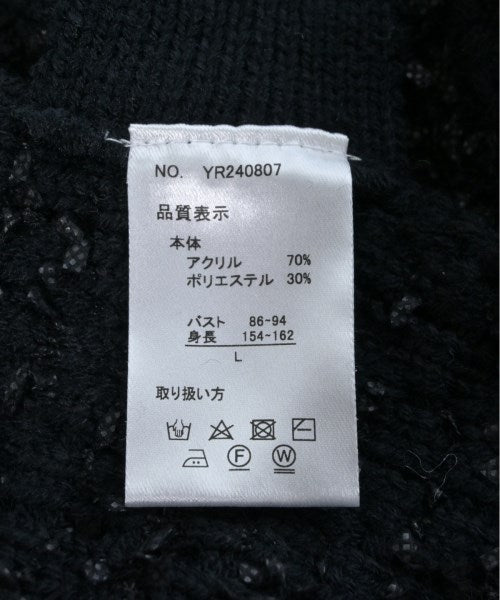 NO. YR240807
品質表示
本体
アクリル 70%
ポリエステル 30%
バスト 86~94
身長 154~162
L
取り扱い方
F W